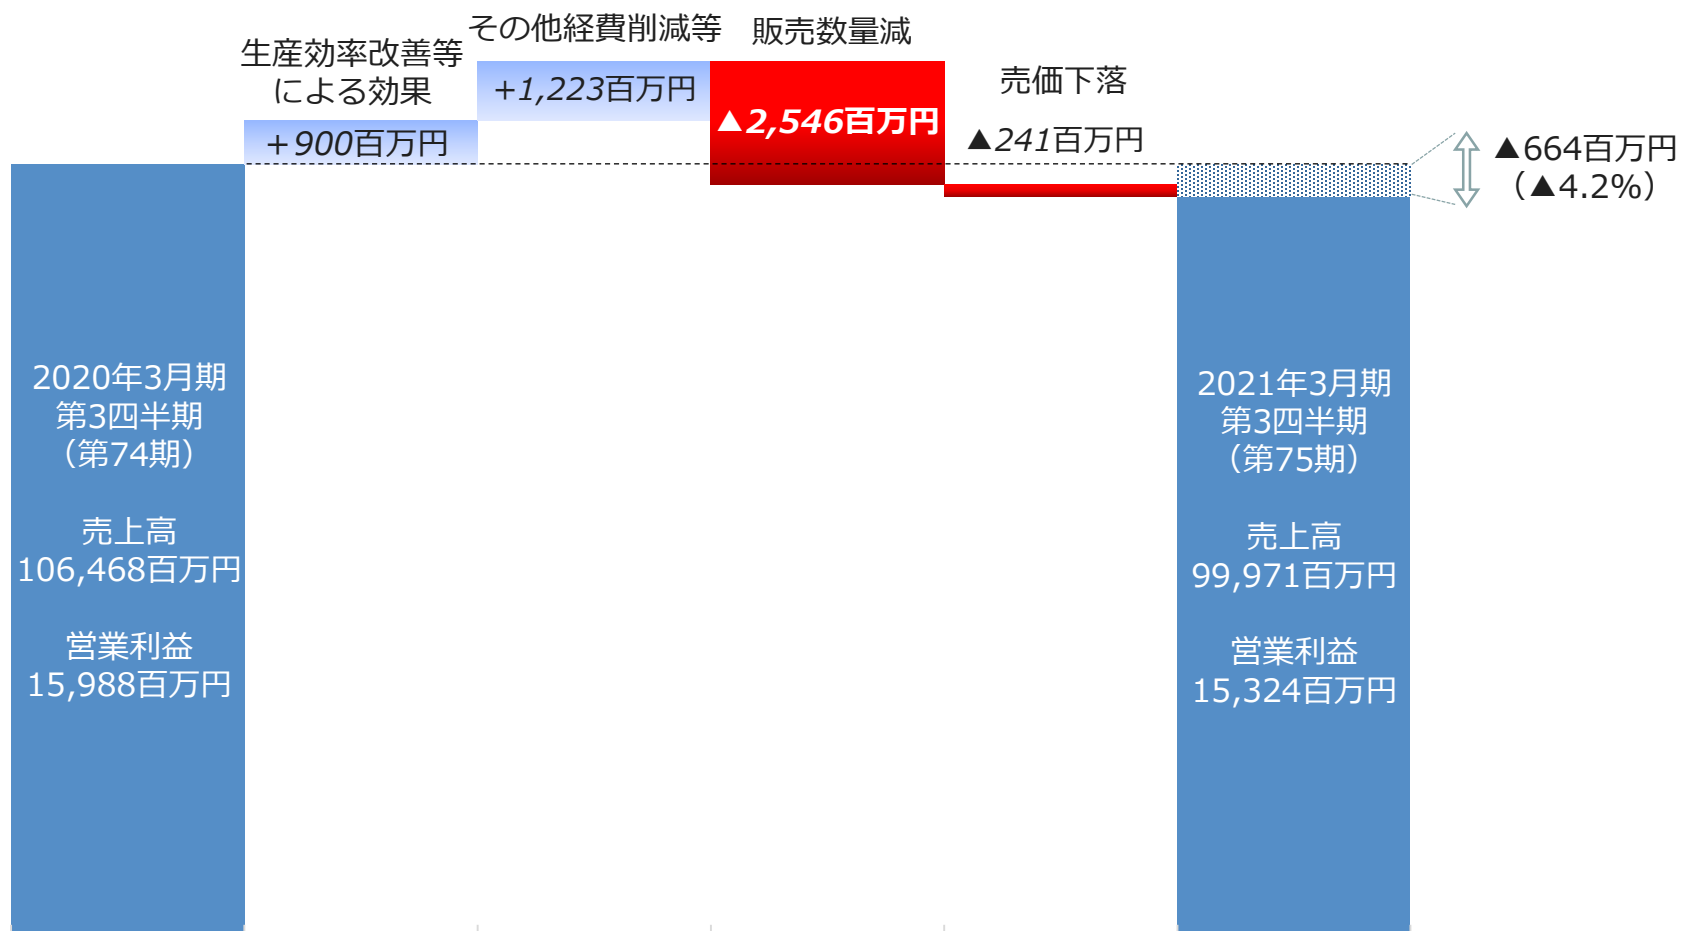 生産効率改善等
による効果
+900百万円
その他経費削減等
+1,223百万円
販売数量減
▲2,546百万円
売価下落
▲241百万円
▲664百万円
（▲4.2%）
2020年3月期
第3四半期
（第74期）
売上高
106,468百万円
営業利益
15,988百万円
2021年3月期
第3四半期
（第75期）
売上高
99,971百万円
営業利益
15,324百万円